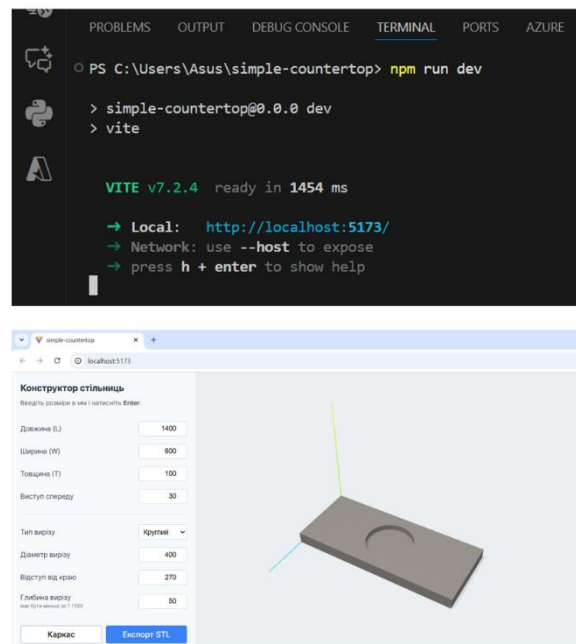 PROBLEMS OUTPUT DEBUG CONSOLE TERMINAL PORTS AZURE
PS C:\Users\Asus\simple-countertop> npm run dev
> simple-countertop@0.0.0 dev
> vite
VITE v7.2.4 ready in 1454 ms
→ Local: http://localhost:5173/
→ Network: use --host to expose
→ press h + enter to show help
simple-countertop
localhost:5173
Конструктор стільниць
Введіть розміри в мм і натисніть Enter.
Довжина (L) 1400
Ширина (W) 600
Товщина (T) 100
Виступ спереду 30
Тип вирізу Круглий
Діаметр вирізу 400
Відступ від краю 270
Глибина вирізу 50
Каркас Експорт STL